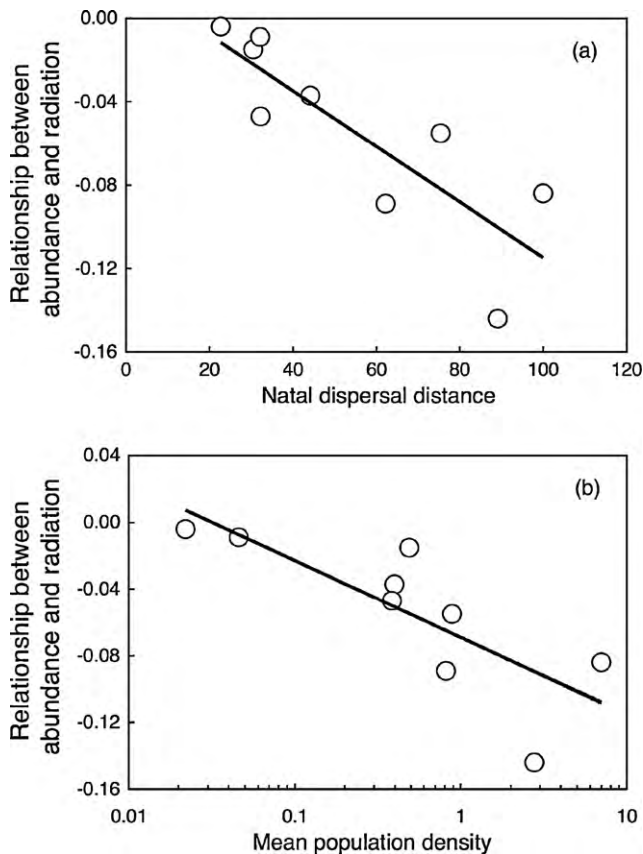 0.00
-0.04
-0.08
-0.12
-0.16
Relationship between
abundance and radiation
(a)
0 20 40 60 80 100 120
Natal dispersal distance
0.04
0.00
-0.04
-0.08
-0.12
-0.16
Relationship between
abundance and radiation
(b)
0.01 0.1 1 10
Mean population density